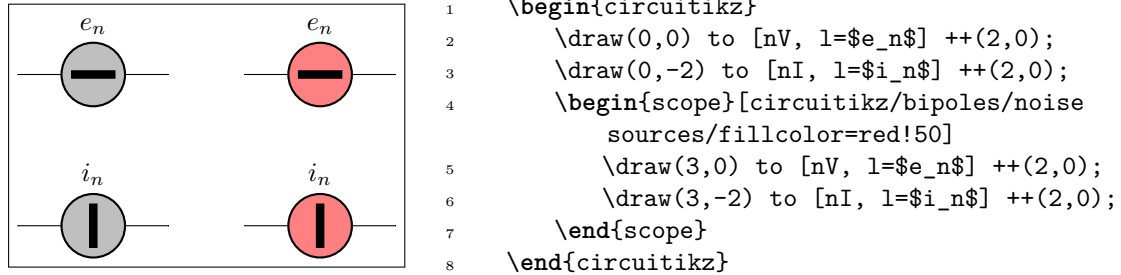 e_n e_n
i_n i_n
1 \begin{circuitikz}
2 \draw(0,0) to [nV, l=$e_n$] ++(2,0);
3 \draw(0,-2) to [nI, l=$i_n$] ++(2,0);
4 \begin{scope}[circuitikz/bipoles/noise
sources/fillcolor=red!50]
5 \draw(3,0) to [nV, l=$e_n$] ++(2,0);
6 \draw(3,-2) to [nI, l=$i_n$] ++(2,0);
7 \end{scope}
8 \end{circuitikz}